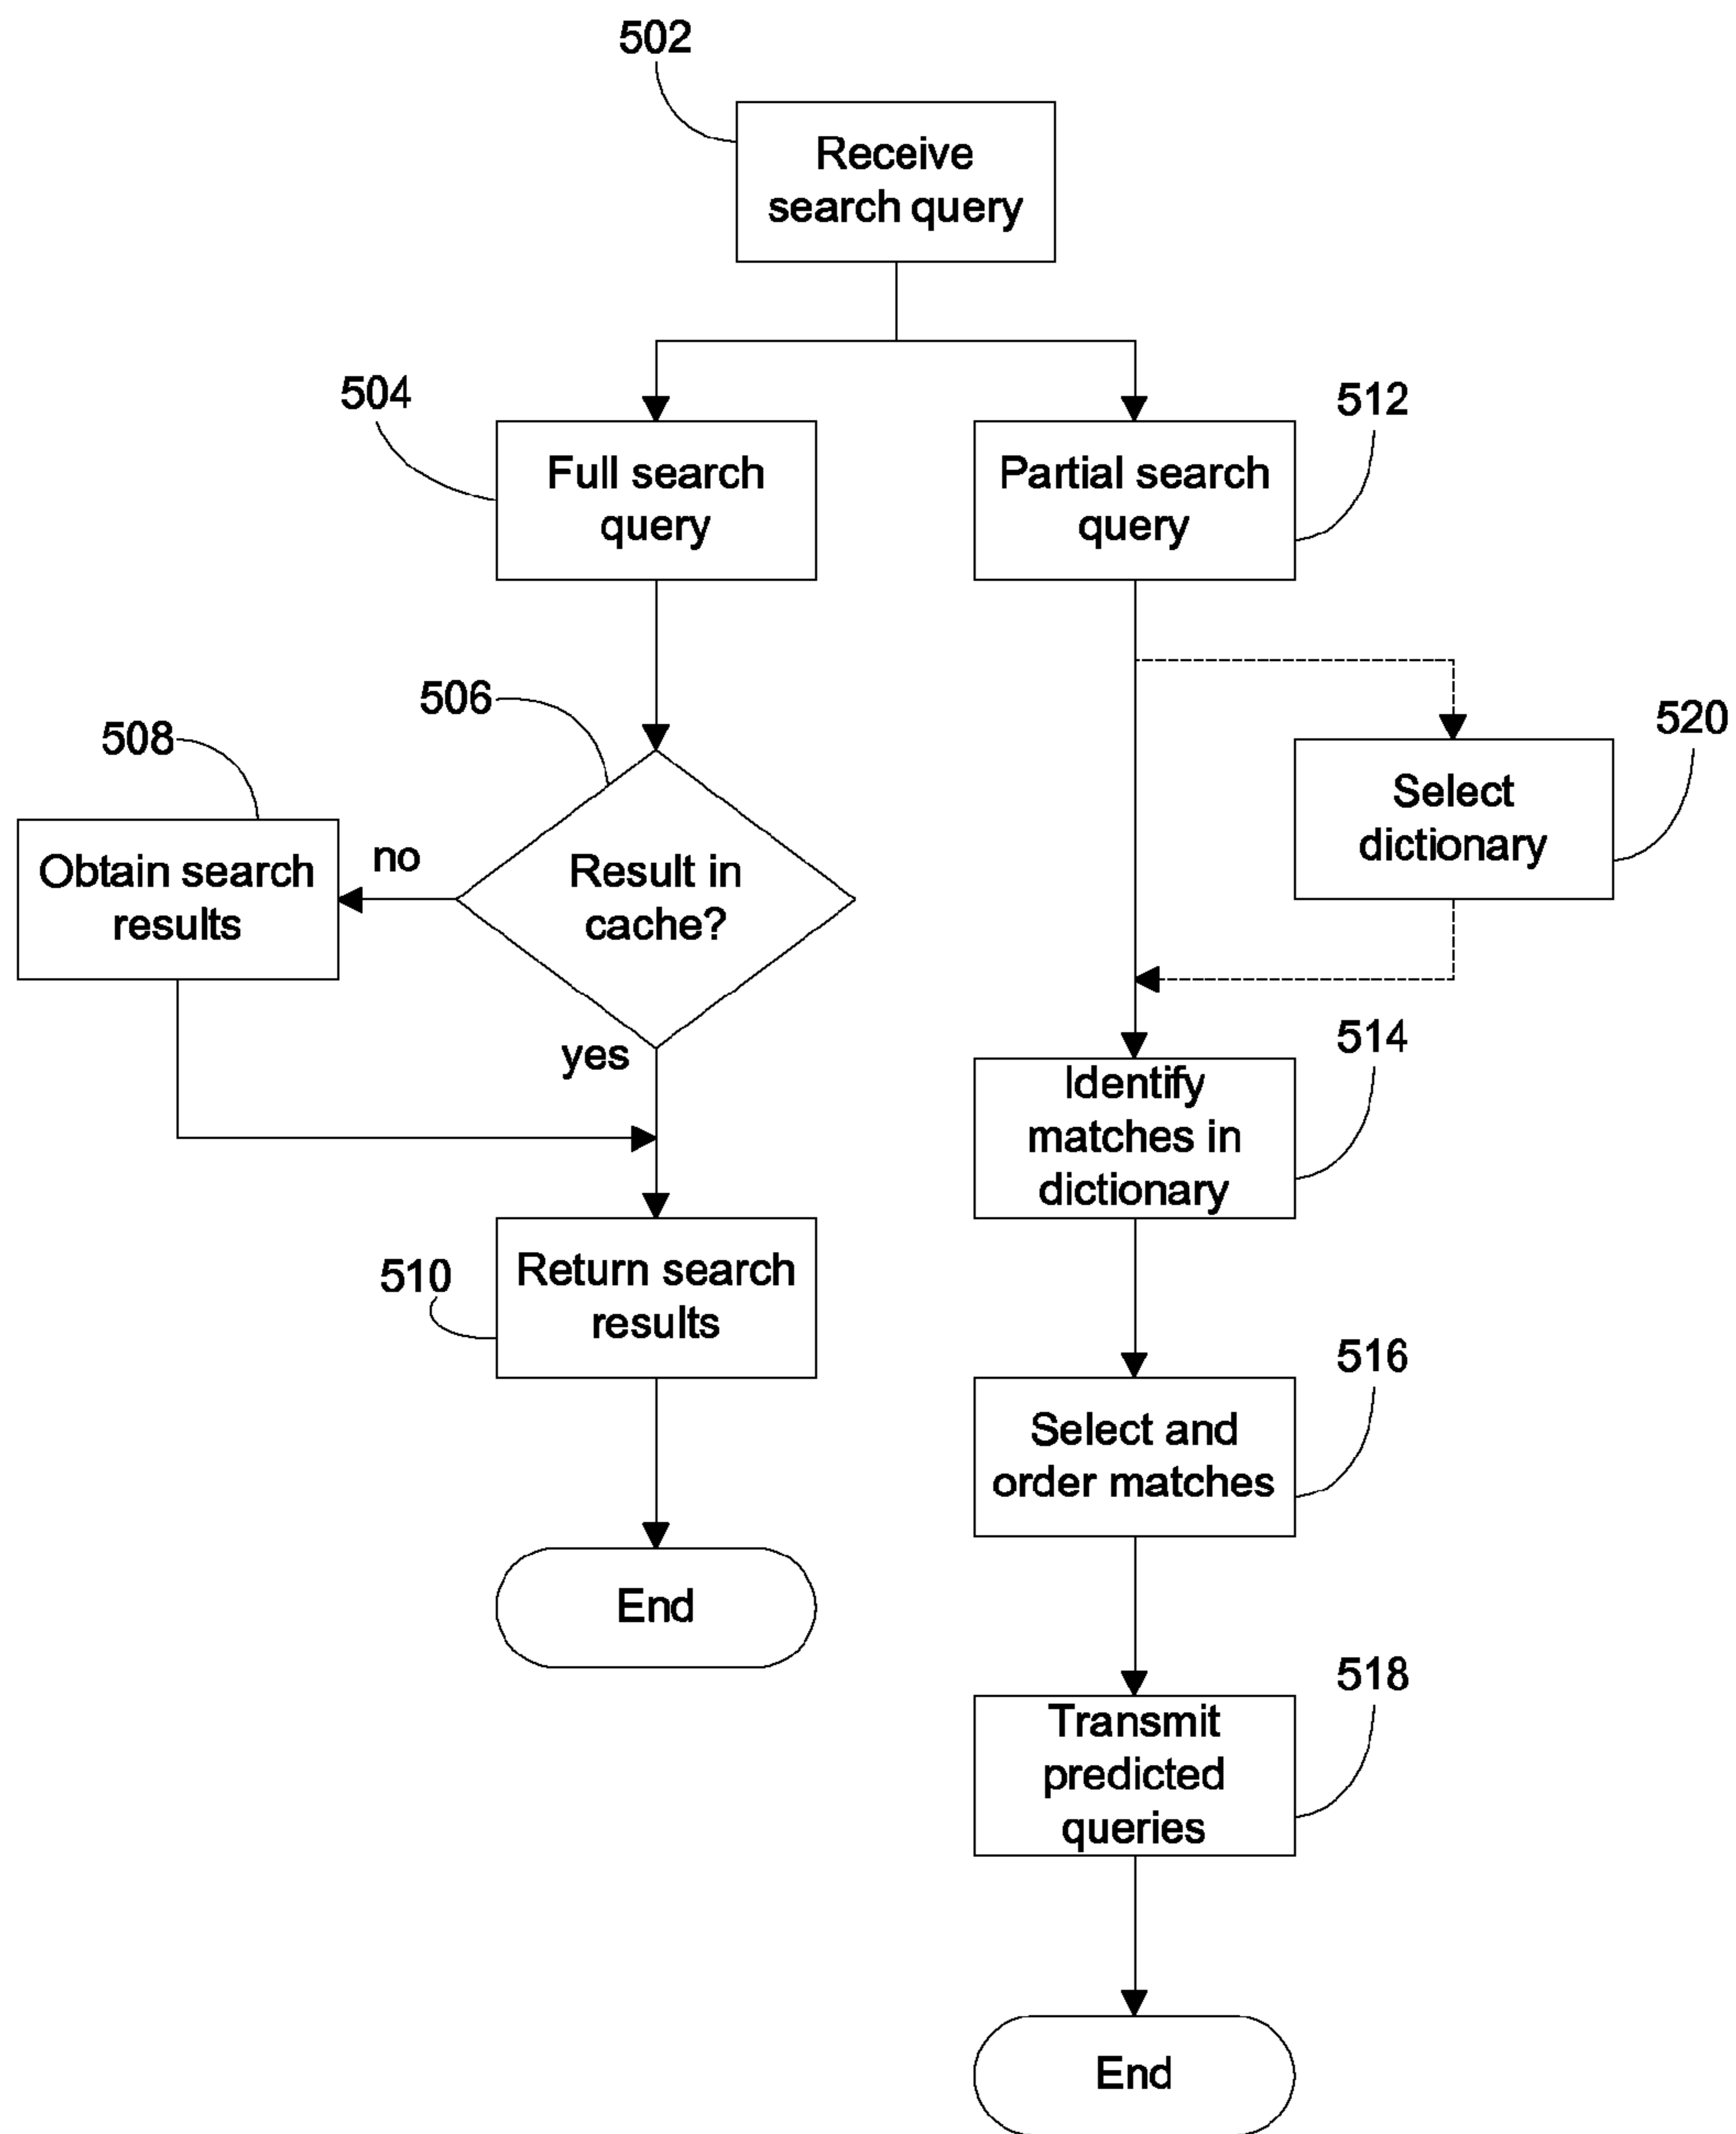 502
Receive
search query
504
Full search
query
512
Partial search
query
506
508
520
Select
dictionary
Obtain search
results
no
Result in
cache?
yes
514
Identify
matches in
dictionary
510
Return search
results
516
Select and
order matches
End
518
Transmit
predicted
queries
End